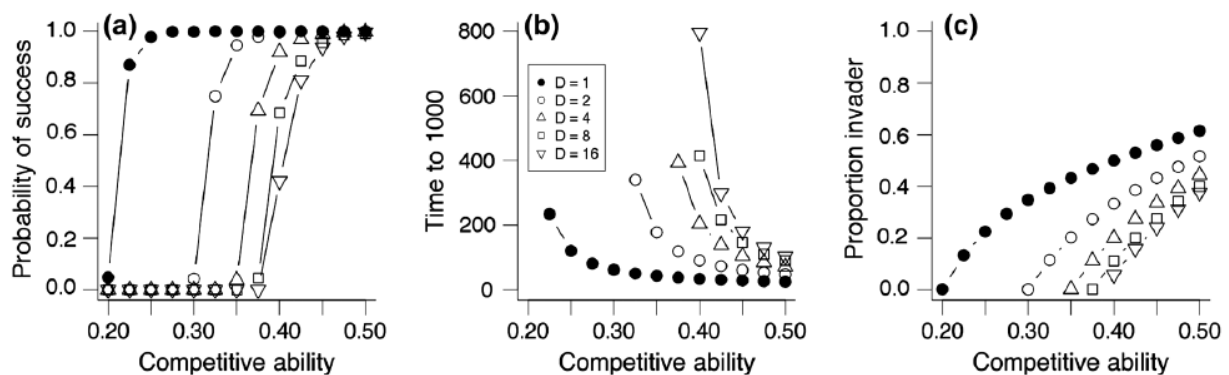 (a)
Probability of success
1.0
0.8
0.6
0.4
0.2
0.0
0.20
0.30
0.40
0.50
Competitive ability
(b)
Time to 1000
800
600
400
200
0
D = 1
D = 2
D = 4
D = 8
D = 16
0.20
0.30
0.40
0.50
Competitive ability
(c)
Proportion invader
1.0
0.8
0.6
0.4
0.2
0.0
0.20
0.30
0.40
0.50
Competitive ability